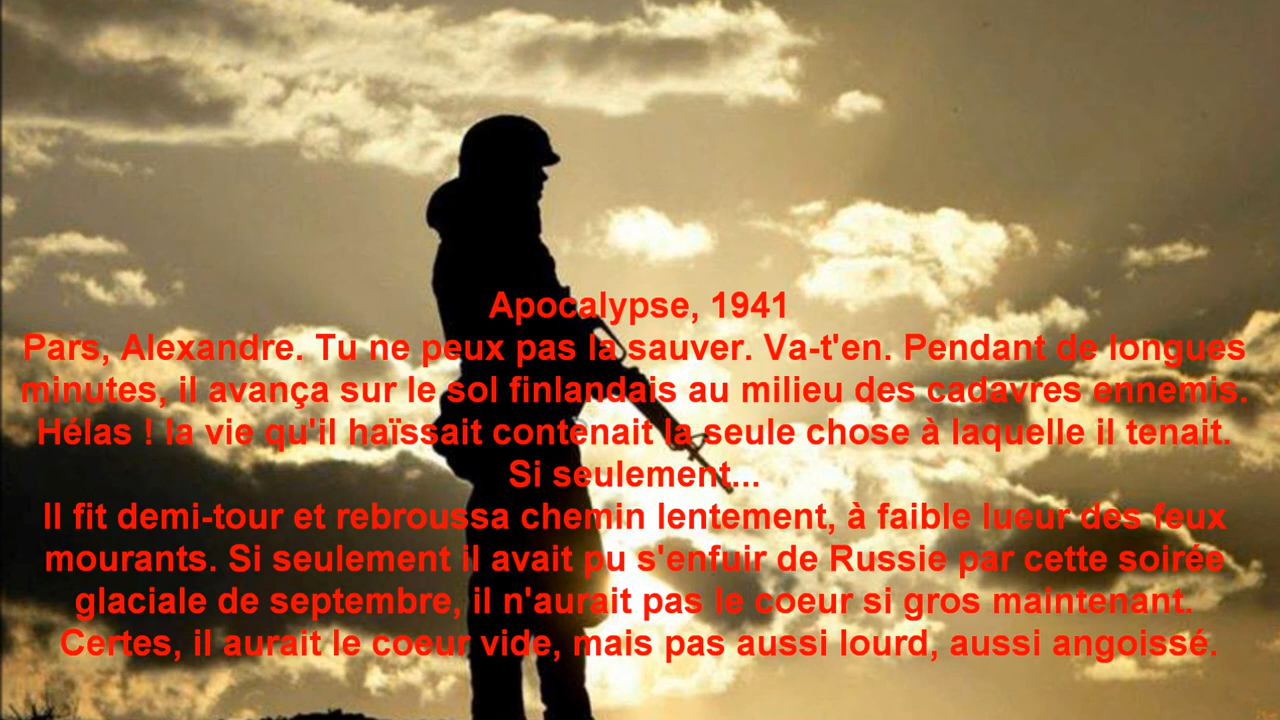 Apocalypse, 1941
Pars, Alexandre. Tu ne peux pas la sauver. Va-t'en. Pendant de longues
minutes, il avança sur le sol finlandais au milieu des cadavres ennemis.
Hélas ! la vie qu'il haïssait contenait la seule chose à laquelle il tenait.
Si seulement...
Il fit demi-tour et rebroussa chemin lentement, à faible lueur des feux
mourants. Si seulement il avait pu s'enfuir de Russie par cette soirée
glaciale de septembre, il n'aurait pas le coeur si gros maintenant.
Certes, il aurait le coeur vide, mais pas aussi lourd, aussi angoissé.